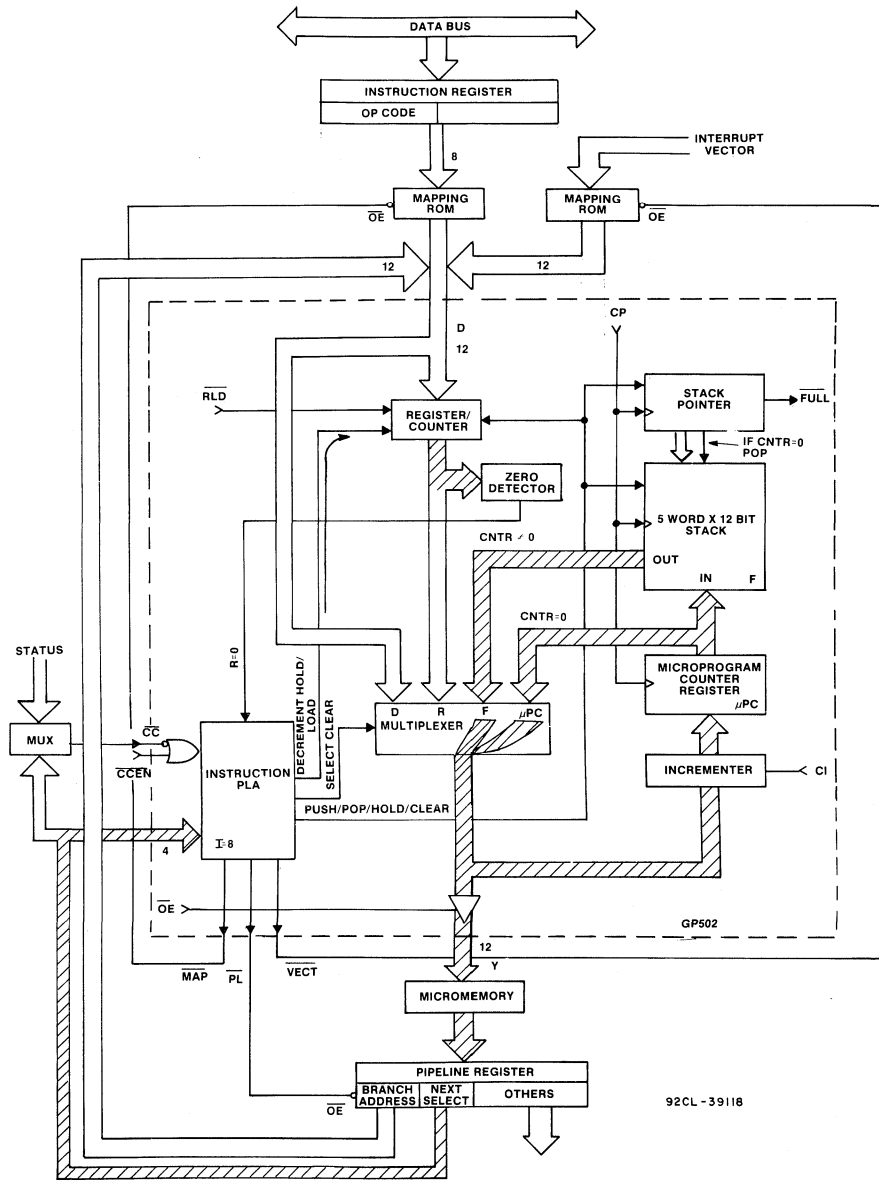 DATA BUS
INSTRUCTION REGISTER
OP CODE
8
INTERRUPT
VECTOR
MAPPING
ROM
OE
MAPPING
ROM
OE
12
12
D
12
CP
RLD
REGISTER/
COUNTER
STACK
POINTER
FULL
IF CNTR=0
POP
ZERO
DETECTOR
5 WORD X 12 BIT
STACK
OUT
IN
F
CNTR ≠ 0
CNTR=0
STATUS
R=0
DECREMENT HOLD/
LOAD
SELECT CLEAR
MICROPROGRAM
COUNTER
REGISTER
μPC
D
R
F
μPC
MULTIPLEXER
MUX
CC
CCEN
INSTRUCTION
PLA
I=8
INCREMENTER
CI
PUSH/POP/HOLD/CLEAR
4
OE
GP502
12
Y
MAP
PL
VECT
MICROMEMORY
PIPELINE REGISTER
OE
BRANCH
ADDRESS
NEXT
SELECT
OTHERS
92CL-39118